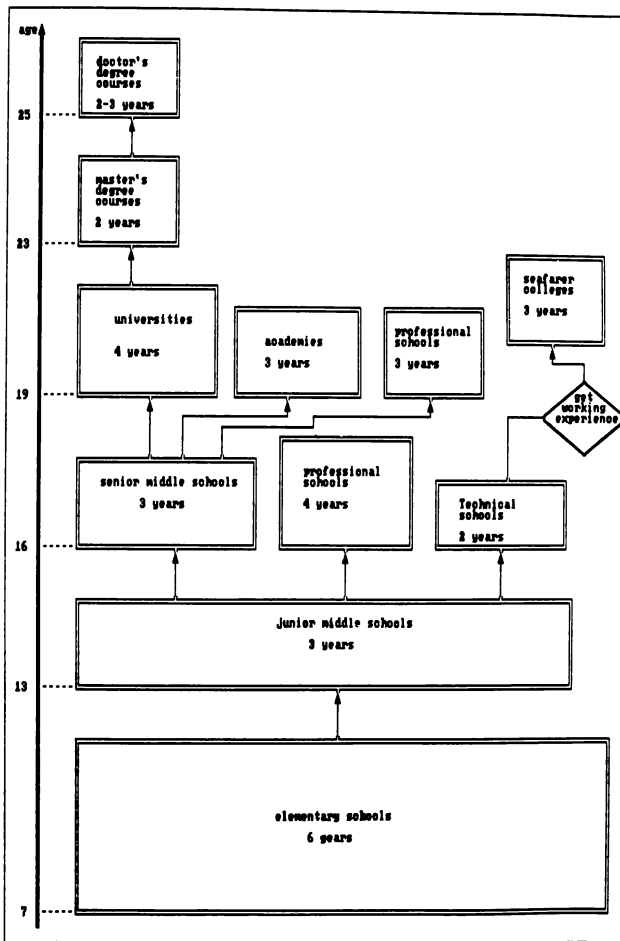 age
doctor's
degree
courses
2-3 years
25
master's
degree
courses
2 years
23
universities
4 years
academies
3 years
professional
schools
3 years
seafarer
colleges
3 years
19
get
working
experience
senior middle schools
3 years
professional
schools
4 years
Technical
schools
2 years
16
junior middle schools
3 years
13
elementary schools
6 years
7